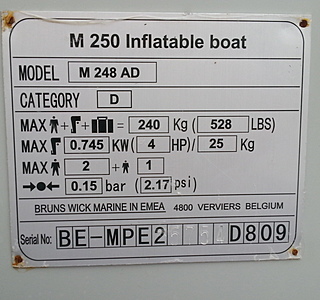 M 250 Inflatable boat
MODEL M 248 AD
CATEGORY D
MAX + + = 240 Kg ( 528 LBS)
MAX 0.745 KW( 4 HP)/ 25 Kg
MAX 2 + 1
0.15 bar ( 2.17 psi)
BRUNS WICK MARINE IN EMEA 4800 VERVIERS BELGIUM
Serial No: BE-MPE2 D809